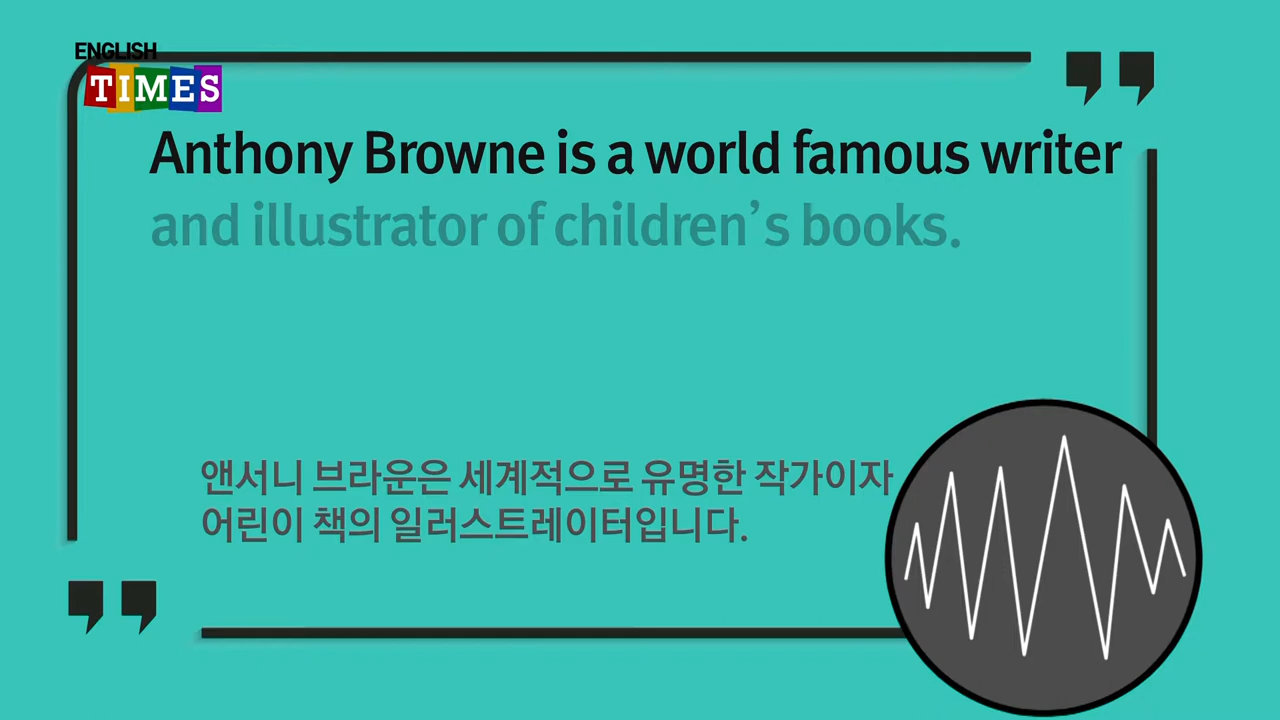 ENGLISH
TIMES
Anthony Browne is a world famous writer
and illustrator of children’s books.
앤서니 브라운은 세계적으로 유명한 작가이자
어린이 책의 일러스트레이터입니다.